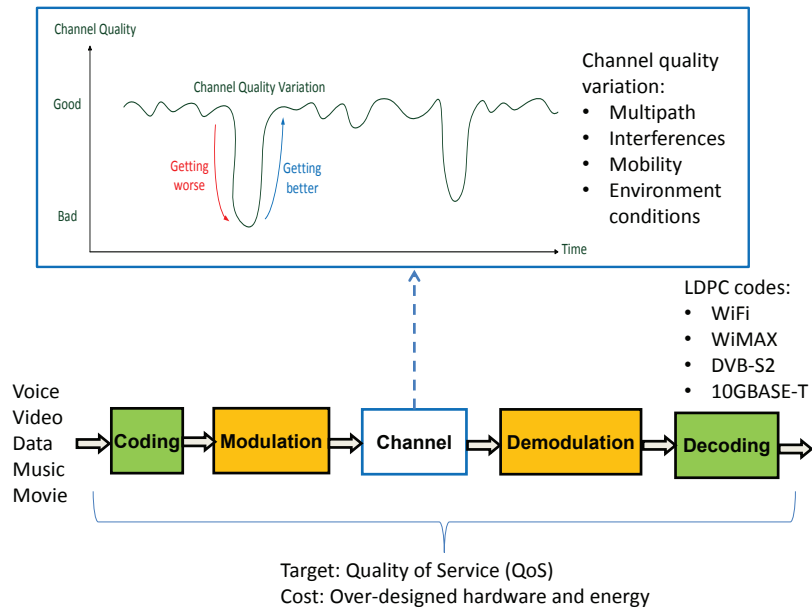 Channel Quality
Good
Bad
Channel Quality Variation
Getting
worse
Getting
better
Time
Channel quality
variation:
• Multipath
• Interferences
• Mobility
• Environment
conditions
LDPC codes:
• WiFi
• WiMAX
• DVB-S2
• 10GBASE-T
Voice
Video
Data
Music
Movie
Coding
Modulation
Channel
Demodulation
Decoding
Target: Quality of Service (QoS)
Cost: Over-designed hardware and energy